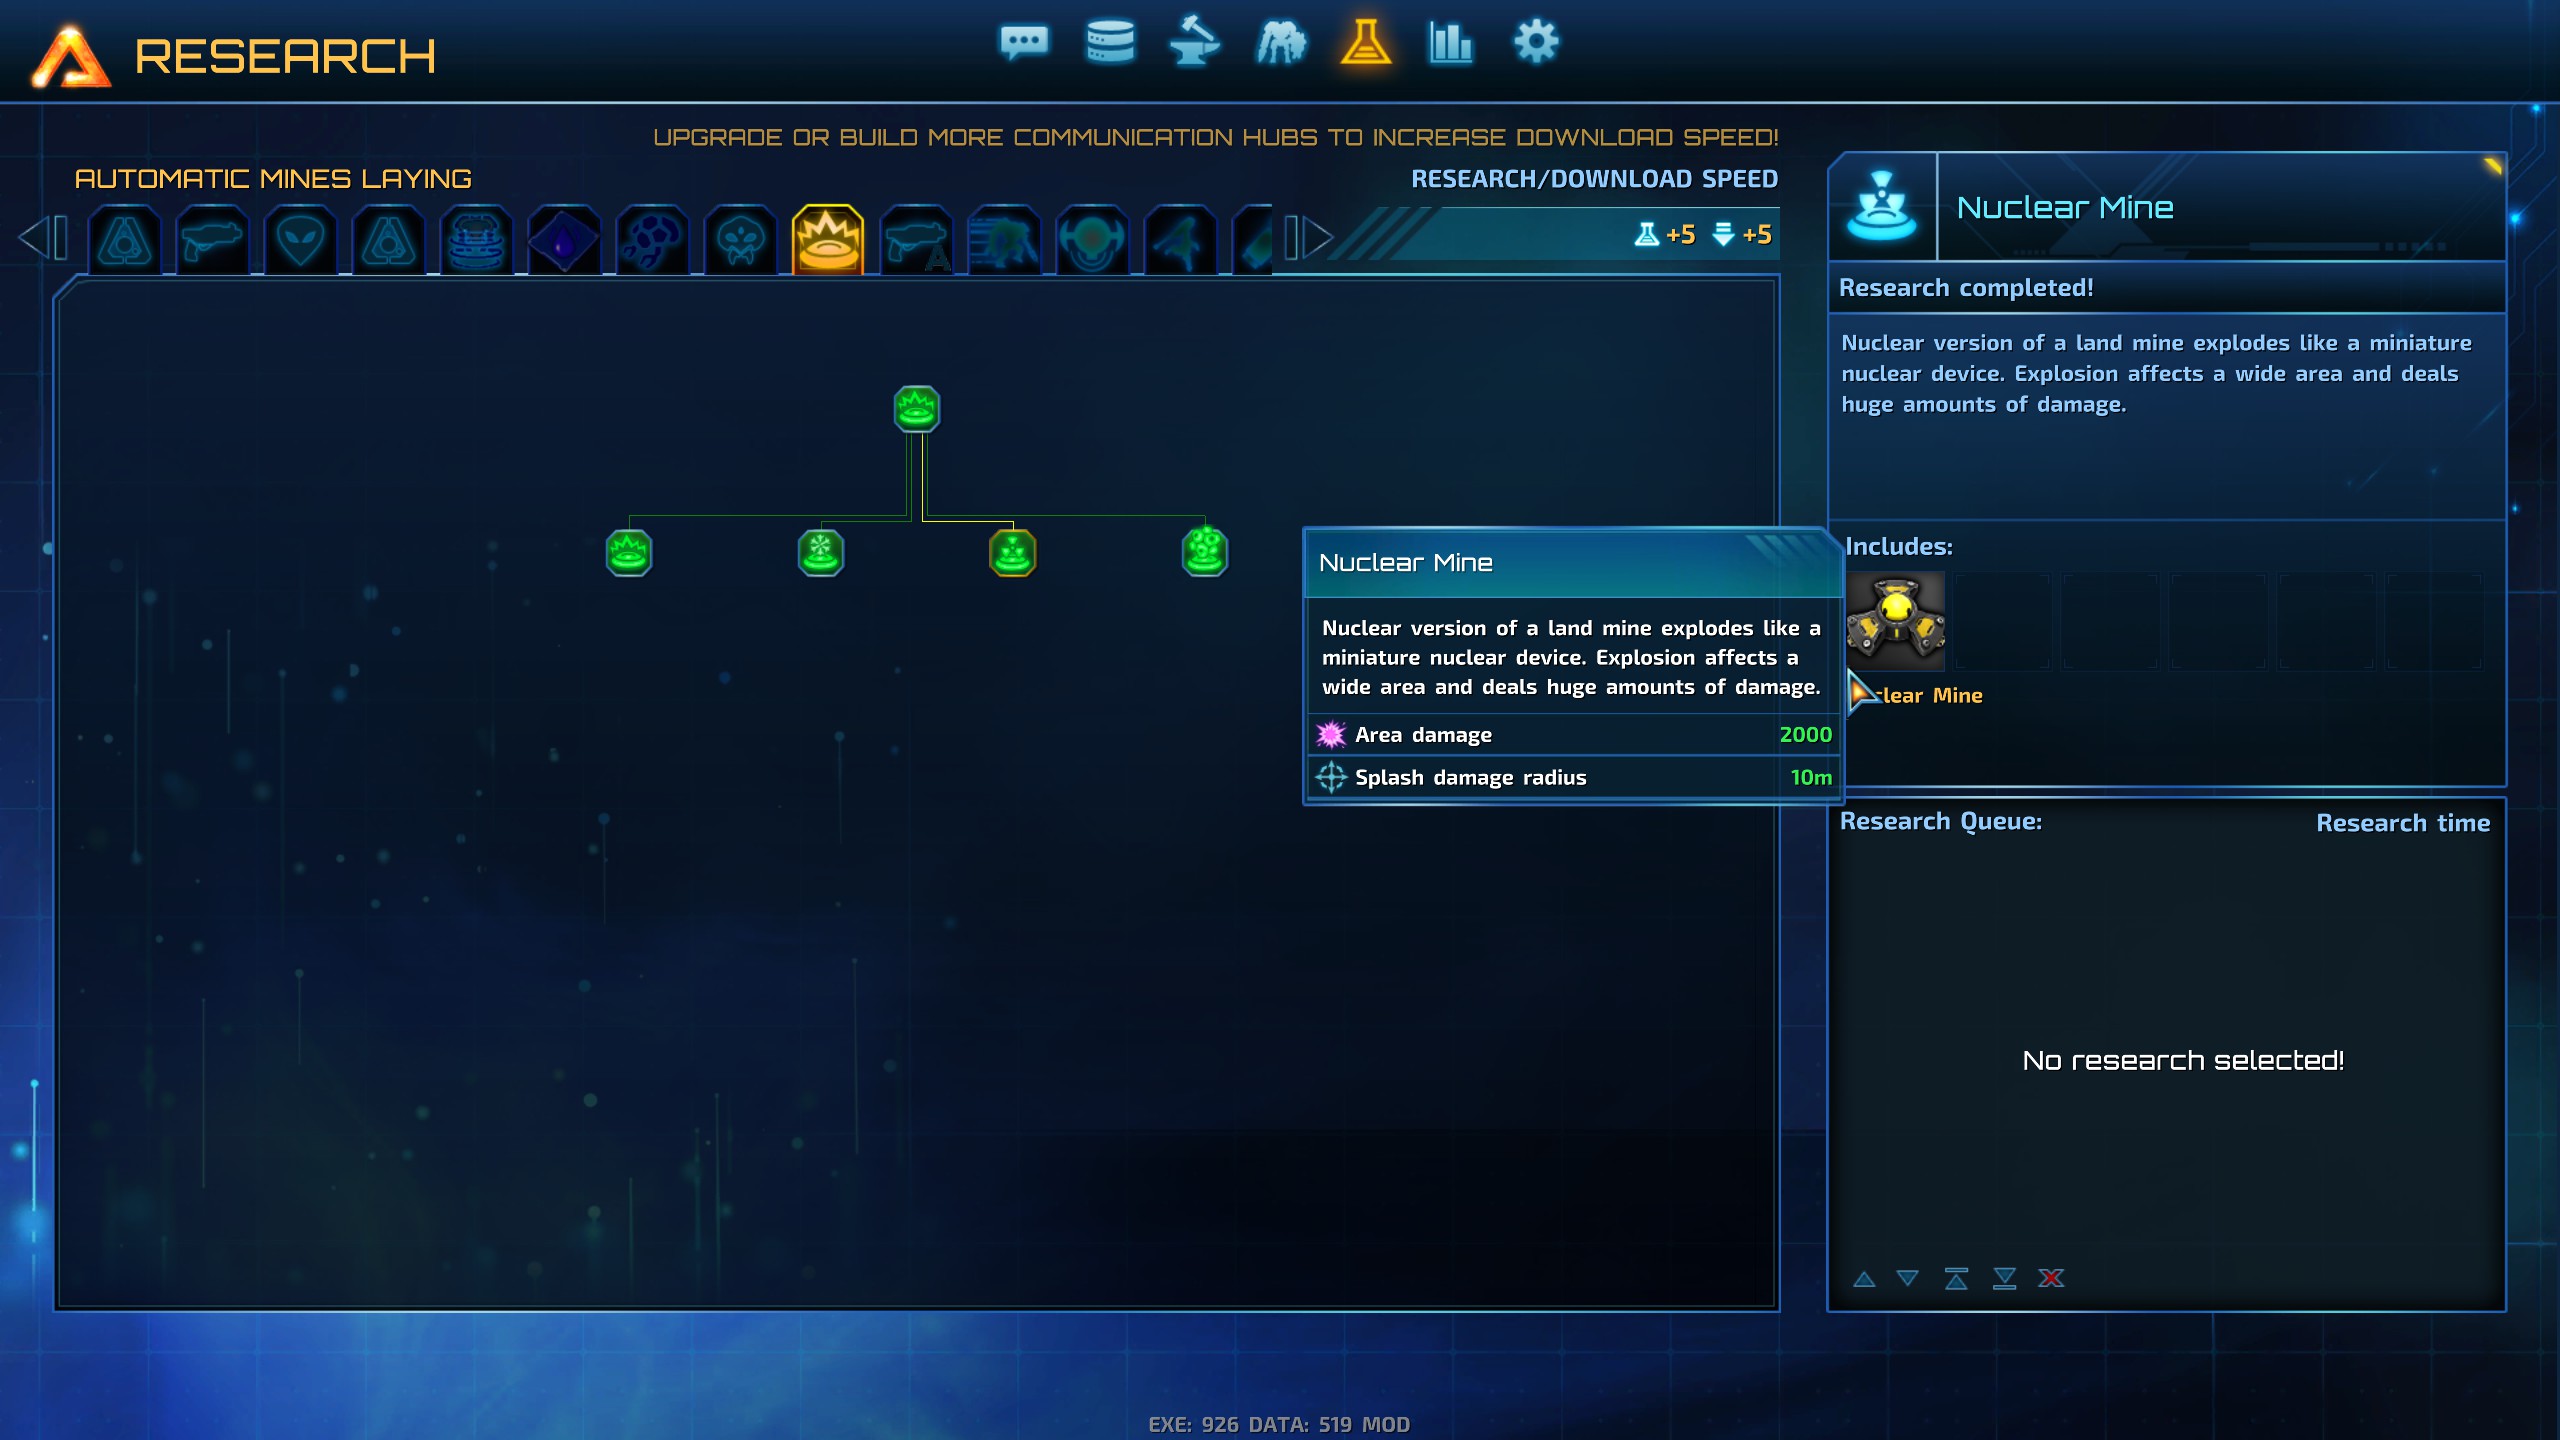 RESEARCH
UPGRADE OR BUILD MORE COMMUNICATION HUBS TO INCREASE DOWNLOAD SPEED!
AUTOMATIC MINES LAYING
RESEARCH/DOWNLOAD SPEED
+5 +5
Nuclear Mine
Research completed!
Nuclear version of a land mine explodes like a miniature
nuclear device. Explosion affects a wide area and deals
huge amounts of damage.
Includes:
clear Mine
Nuclear Mine
Nuclear version of a land mine explodes like a
miniature nuclear device. Explosion affects a
wide area and deals huge amounts of damage.
Area damage 2000
Splash damage radius 10m
Research Queue: Research time
No research selected!
EXE: 926 DATA: 519 MOD